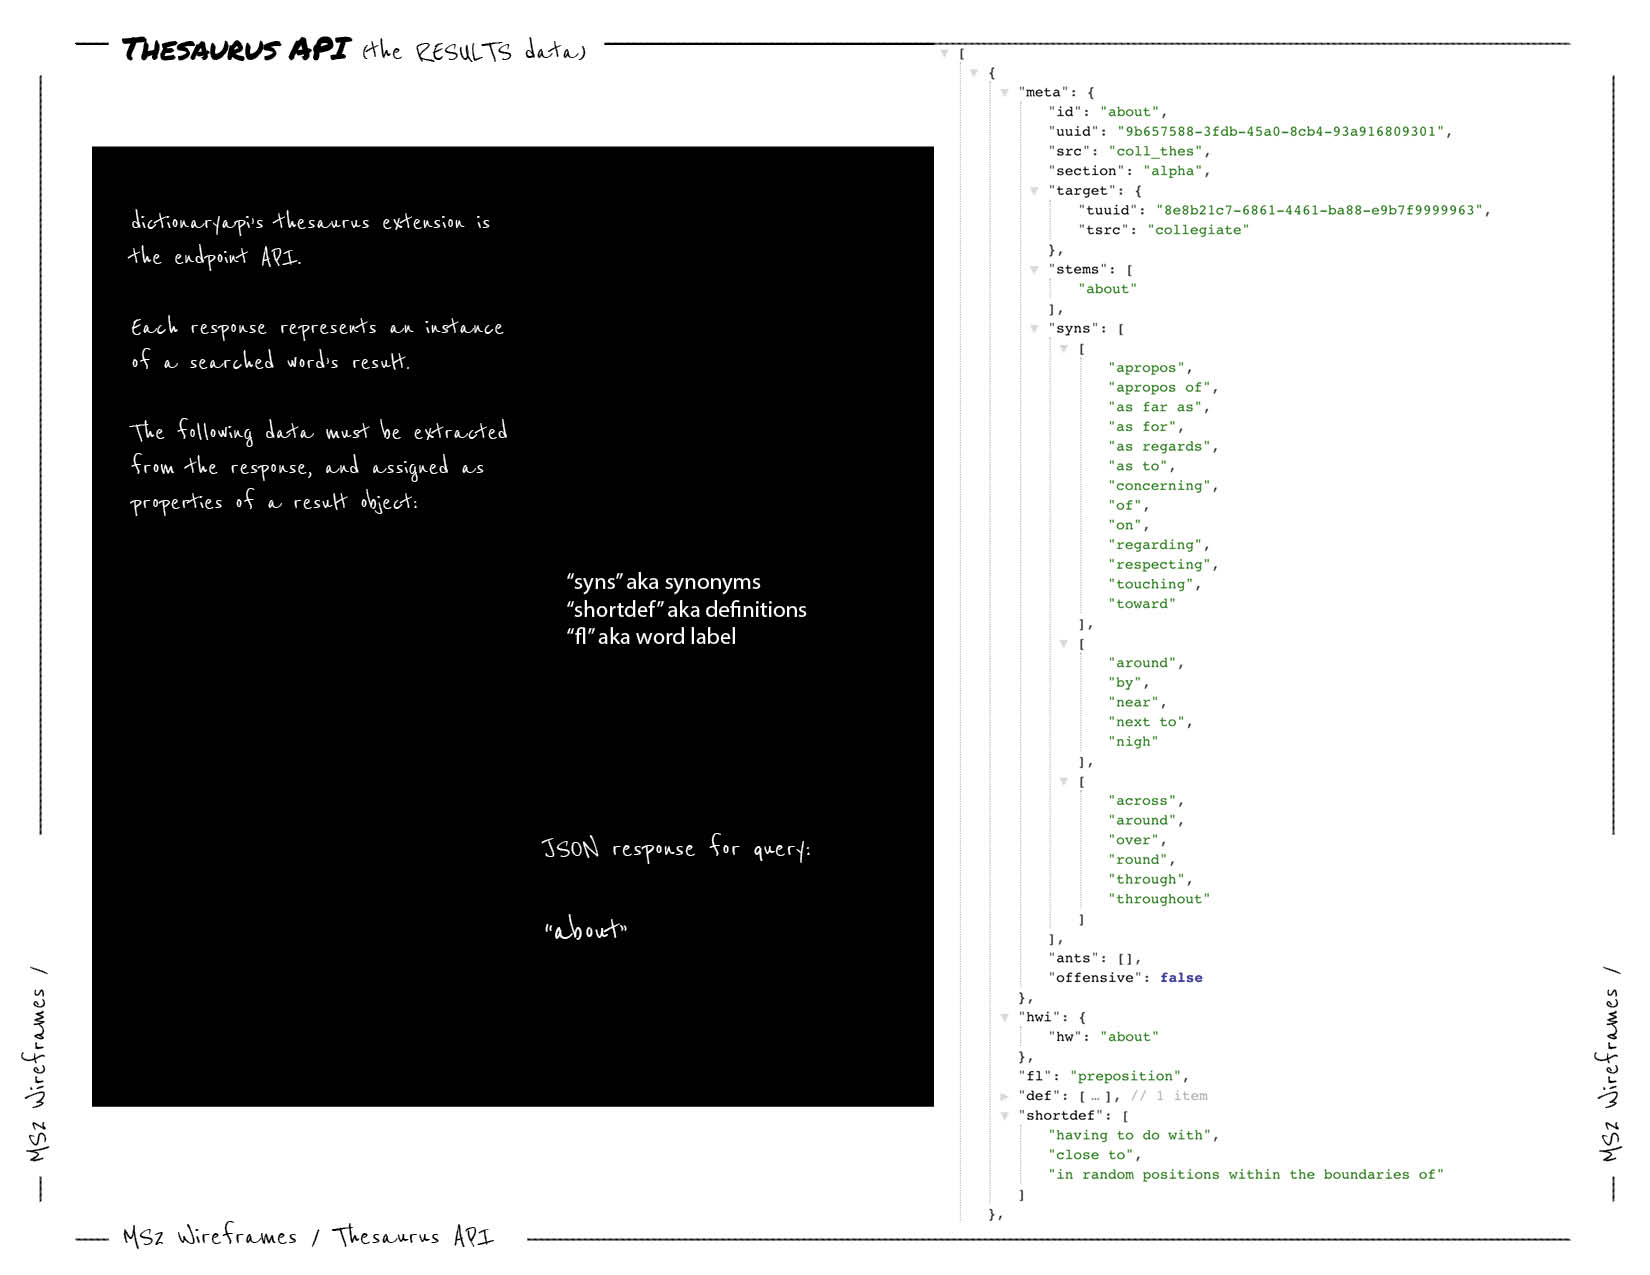 THESAURUS API (the RESULTS data)
dictionaryapi's thesaurus extension is
the endpoint API.
Each response represents an instance
of a searched word's result.
The following data must be extracted
from the response, and assigned as
properties of a result object:
“syns” aka synonyms
“shortdef” aka definitions
“fl” aka word label
JSON response for query:
"about"
[
{
"meta": {
"id": "about",
"uuid": "9b657588-3fdb-45a0-8cb4-93a916809301",
"src": "coll_thes",
"section": "alpha",
"target": {
"tuuid": "8e8b21c7-6861-4461-ba88-e9b7f9999963",
"tsrc": "collegiate"
},
"stems": [
"about"
],
"syns": [
[
"apropos",
"apropos of",
"as far as",
"as for",
"as regards",
"as to",
"concerning",
"of",
"on",
"regarding",
"respecting",
"touching",
"toward"
],
[
"around",
"by",
"near",
"next to",
"nigh"
],
[
"across",
"around",
"over",
"round",
"through",
"throughout"
]
],
"ants": [],
"offensive": false
},
"hwi": {
"hw": "about"
},
"fl": "preposition",
"def": [ … ], // 1 item
"shortdef": [
"having to do with",
"close to",
"in random positions within the boundaries of"
]
},
MS2 Wireframes /
MS2 Wireframes /
MS2 Wireframes / Thesaurus API